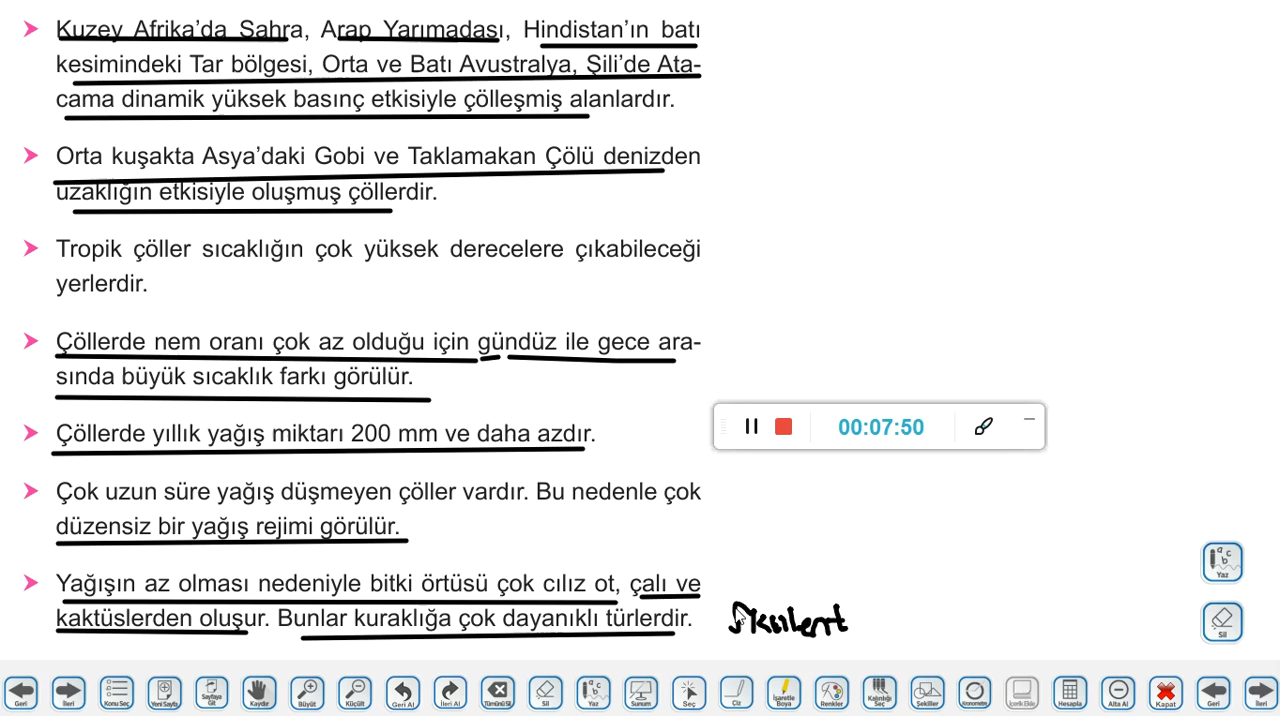 Kuzey Afrika'da Sahra, Arap Yarımadası, Hindistan'ın batı
kesimindeki Tar bölgesi, Orta ve Batı Avustralya, Şili'de Ata-
cama dinamik yüksek basınç etkisiyle çölleşmiş alanlardır.
Orta kuşakta Asya'daki Gobi ve Taklamakan Çölü denizden
uzaklığın etkisiyle oluşmuş çöllerdir.
Tropik çöller sıcaklığın çok yüksek derecelere çıkabileceği
yerlerdir.
Çöllerde nem oranı çok az olduğu için gündüz ile gece ara-
sında büyük sıcaklık farkı görülür.
00:07:50
Çöllerde yıllık yağış miktarı 200 mm ve daha azdır.
Çok uzun süre yağış düşmeyen çöller vardır. Bu nedenle çok
düzensiz bir yağış rejimi görülür.
Yağışın az olması nedeniyle bitki örtüsü çok cılız ot, çalı ve
kaktüslerden oluşur. Bunlar kuraklığa çok dayanıklı türlerdir.
abc
Yaz
Sil
Geri İleri Konu Seç Yeni Sayfa Sayfaya Git Kaydır Büyüt Küçült Geri Al İleri Al Tümünü Sil Sil Yaz Sunum Seç Çiz İşaretle Boya Renkler Kalınlığı Seç Şekiller Kronometre İçerik Ekle Hesapla Alta Al Kapat Geri İleri